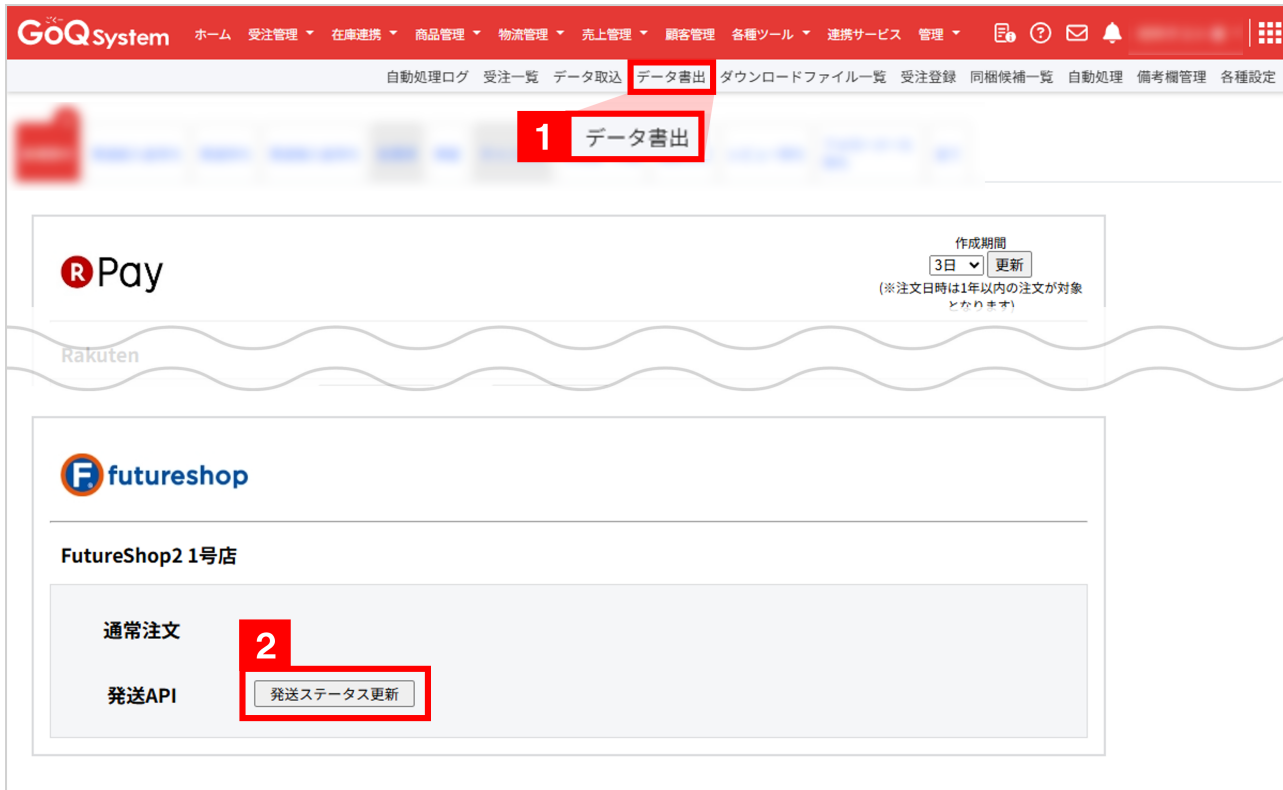 ごくー
GoQSystem ホーム 受注管理 在庫連携 商品管理 物流管理 売上管理 顧客管理 各種ツール 連携サービス 管理
自動処理ログ 受注一覧 データ取込 データ書出 ダウンロードファイル一覧 受注登録 同梱候補一覧 自動処理 備考欄管理 各種設定
1 データ書出
R Pay
作成期間
3日 更新
(※注文日時は1年以内の注文が対象
となります)
Rakuten
F futureshop
FutureShop2 1号店
通常注文
2
発送API 発送ステータス更新